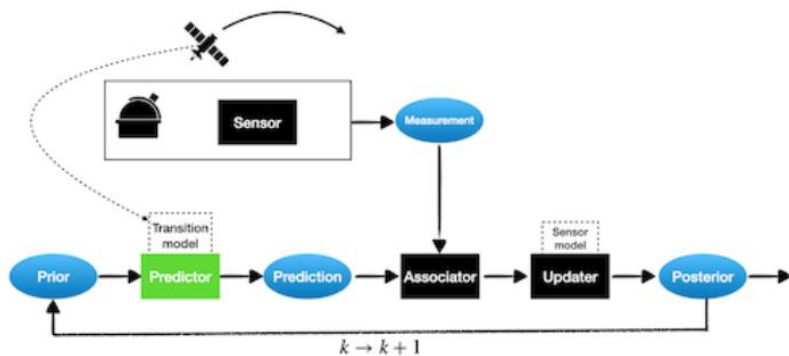 Sensor
Measurement
Transition
model
Sensor
model
Prior
Predictor
Prediction
Associator
Updater
Posterior
k → k + 1